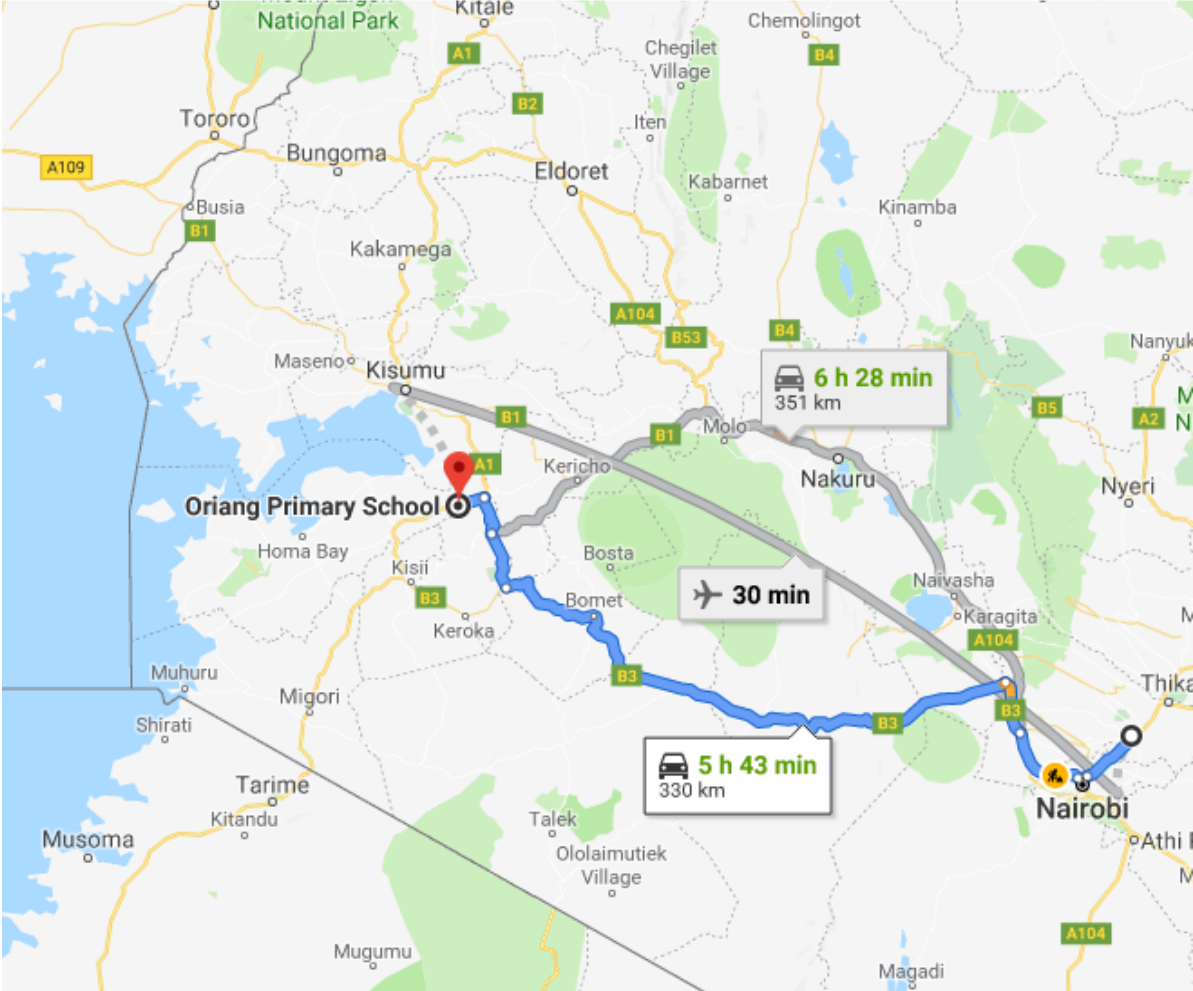 Mount Elgon
National Park
Kitale
Chemolingot
A1
B4
Chegilet
Village
B2
Tororo
Iten
Bungoma
A109
Eldoret
Kabarnet
Busia
Kinamba
B1
Kakamega
A104
B4
B53
Nanyuk
Maseno
Kisumu
6 h 28 min
351 km
B5
A2
M
N
B1
B1
Molo
A1
Kericho
Nakuru
Nyeri
Oriang Primary School
Homa Bay
Bosta
Kisii
Naivasha
B3
30 min
Bomet
Karagita
Keroka
A104
M
Muhuru
B3
Thika
Migori
B3
Shirati
B3
5 h 43 min
330 km
Tarime
Nairobi
Kitandu
Talek
Musoma
Athi
Ololaimutiek
Village
M
A104
Mugumu
Magadi